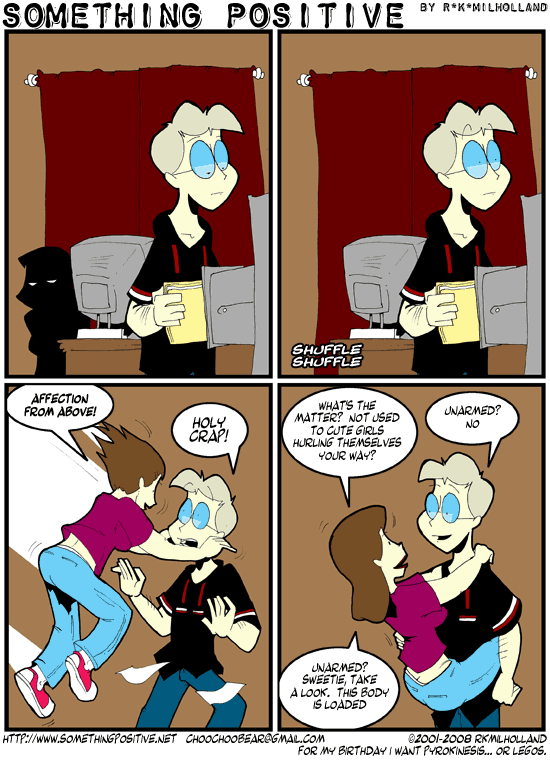 SOMETHING POSITIVE BY R*K*MILHOLLAND
SHUFFLE
SHUFFLE
AFFECTION
FROM ABOVE!
HOLY
CRAP!
WHAT'S THE
MATTER? NOT USED
TO CUTE GIRLS
HURLING THEMSELVES
YOUR WAY?
UNARMED?
NO
UNARMED?
SWEETIE, TAKE
A LOOK. THIS BODY
IS LOADED
HTTP://WWW.SOMETHINGPOSITIVE.NET CHOOCHOOBEAR@GMAIL.COM ©2001-2008 RKMILHOLLAND
FOR MY BIRTHDAY I WANT PYROKINESIS... OR LEGOS.